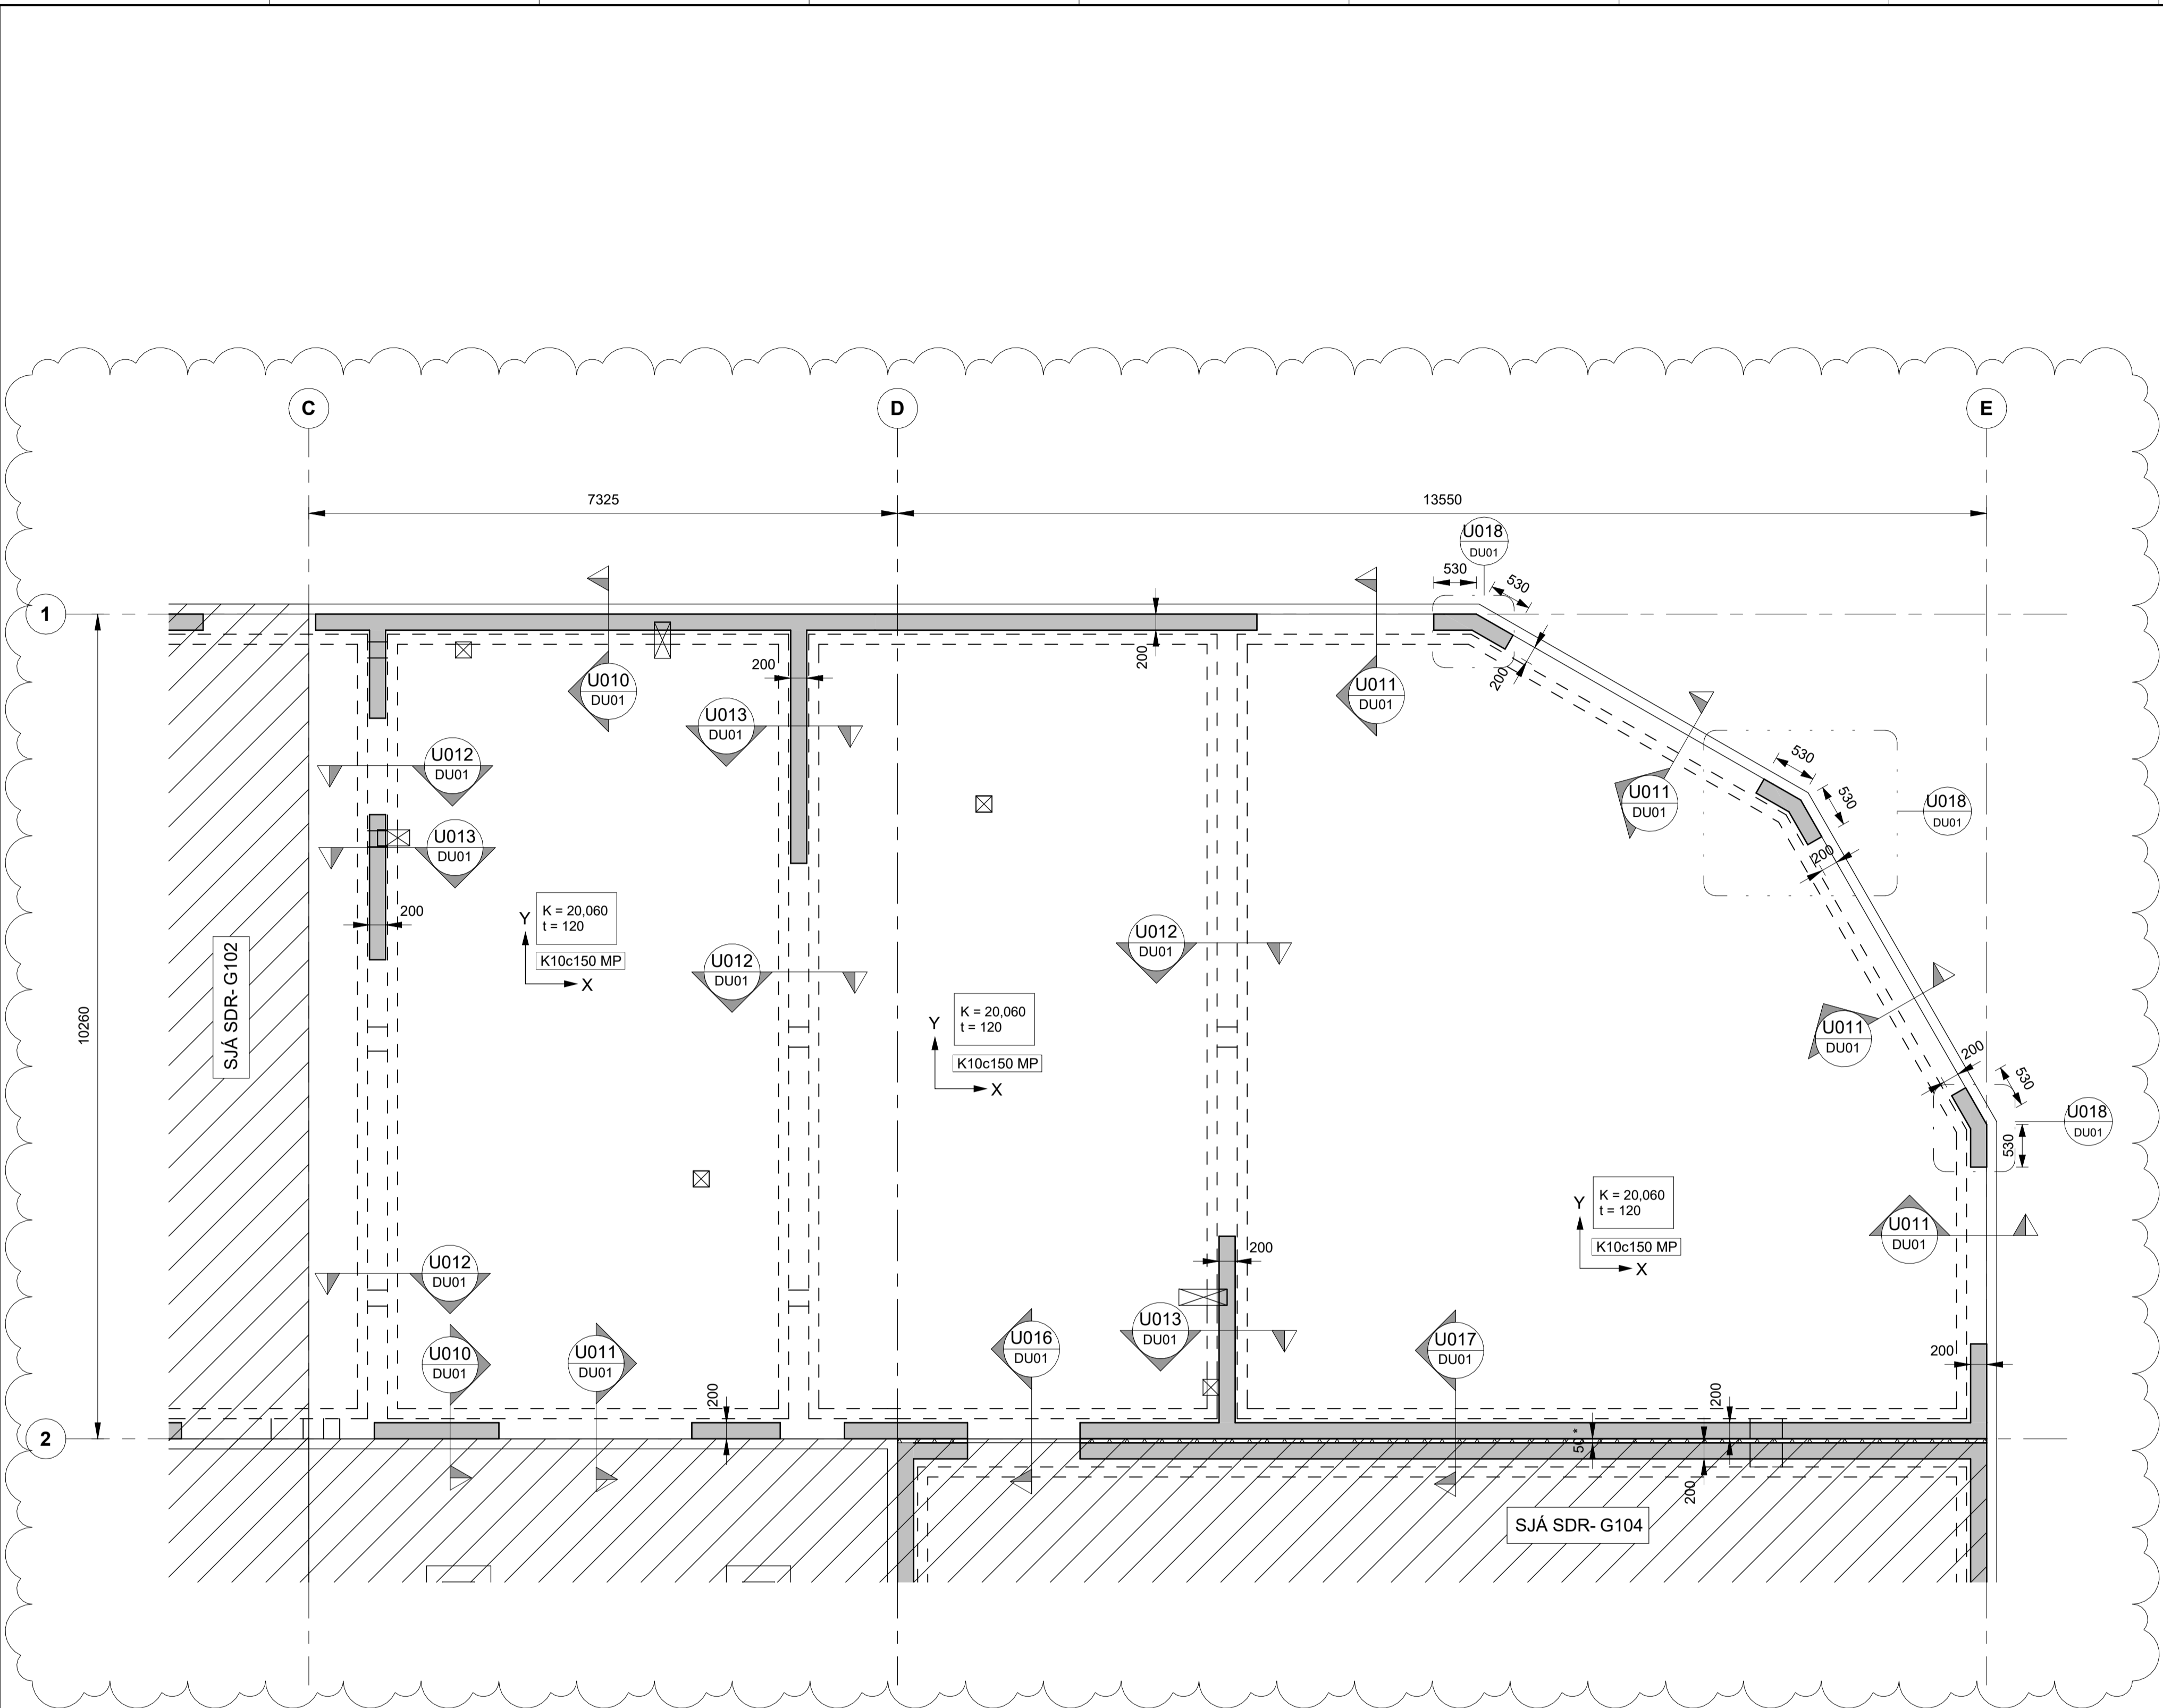 C
D
E
7325
13550
U018
DU01
530
530
1
200
200
200
U010
DU01
U011
DU01
U013
DU01
U012
DU01
530
530
U011
DU01
U018
DU01
U013
DU01
200
200
K = 20,060
t = 120
Y
K10c150 MP
X
U012
DU01
U012
DU01
SJÁ SDR- G102
10260
K = 20,060
t = 120
Y
K10c150 MP
X
U011
DU01
200
530
U018
DU01
530
K = 20,060
t = 120
Y
K10c150 MP
X
U011
DU01
200
U012
DU01
U010
DU01
U011
DU01
U016
DU01
U013
DU01
U017
DU01
200
200
200
2
50*
200
SJÁ SDR- G104